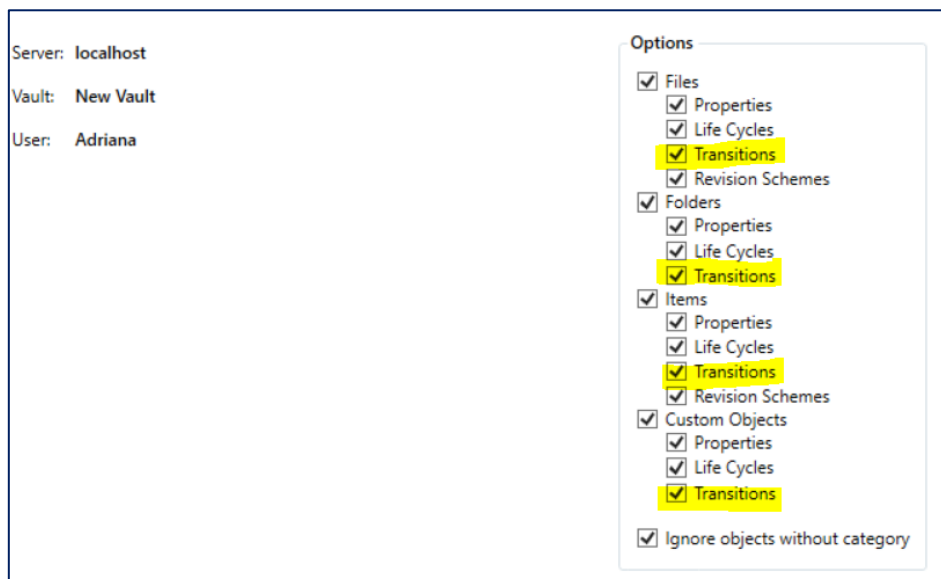 Server: localhost
Vault: New Vault
User: Adriana
Options
Files
Properties
Life Cycles
Transitions
Revision Schemes
Folders
Properties
Life Cycles
Transitions
Items
Properties
Life Cycles
Transitions
Revision Schemes
Custom Objects
Properties
Life Cycles
Transitions
Ignore objects without category